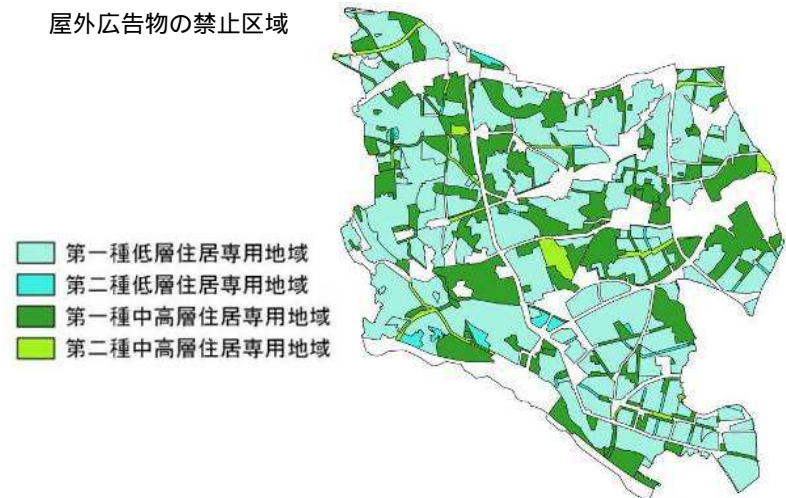 屋外広告物の禁止区域
第一種低層住居専用地域
第二種低層住居専用地域
第一種中高層住居専用地域
第二種中高層住居専用地域